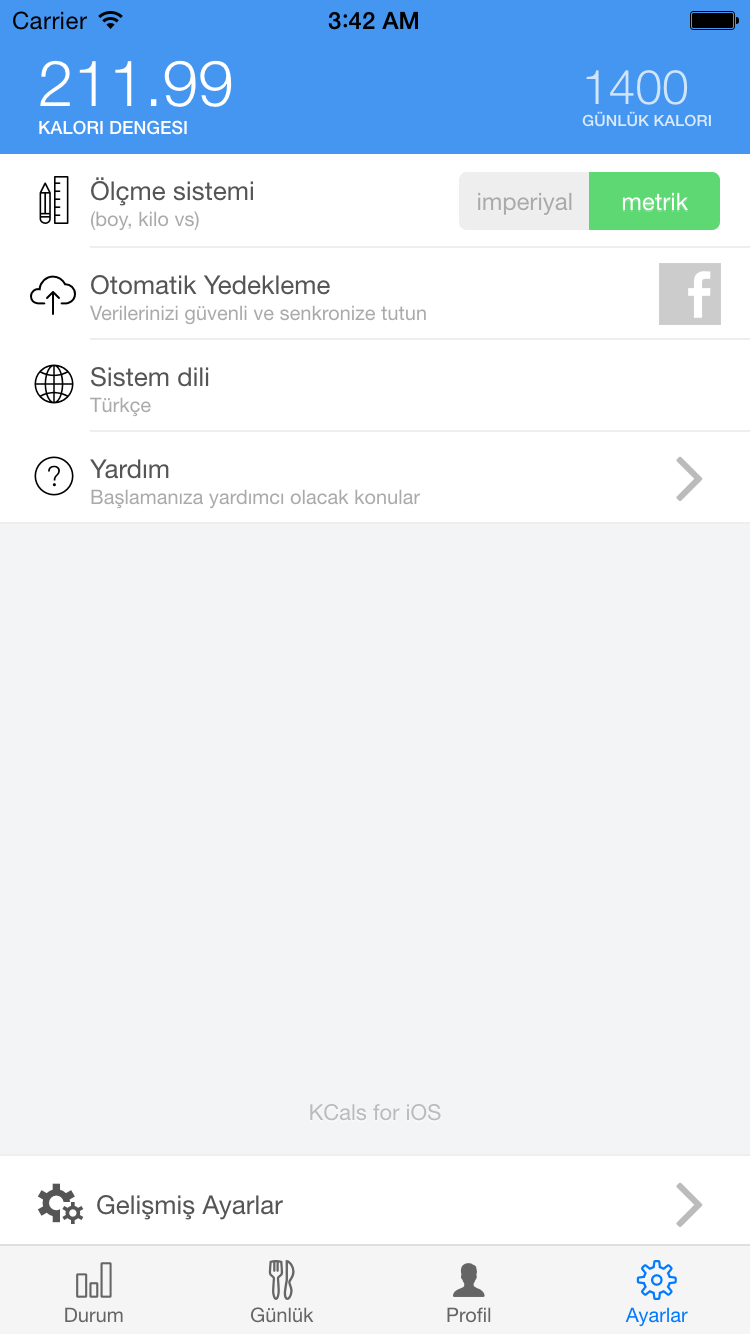 Carrier 3:42 AM
211.99 1400
KALORI DENGESI GÜNLÜK KALORI
Ölçme sistemi
(boy, kilo vs)
imperiyal metrik
Otomatik Yedekleme
Verilerinizi güvenli ve senkronize tutun
f
Sistem dili
Türkçe
? Yardım
Başlamanıza yardımcı olacak konular
KCals for iOS
Gelişmiş Ayarlar
Durum Günlük Profil Ayarlar